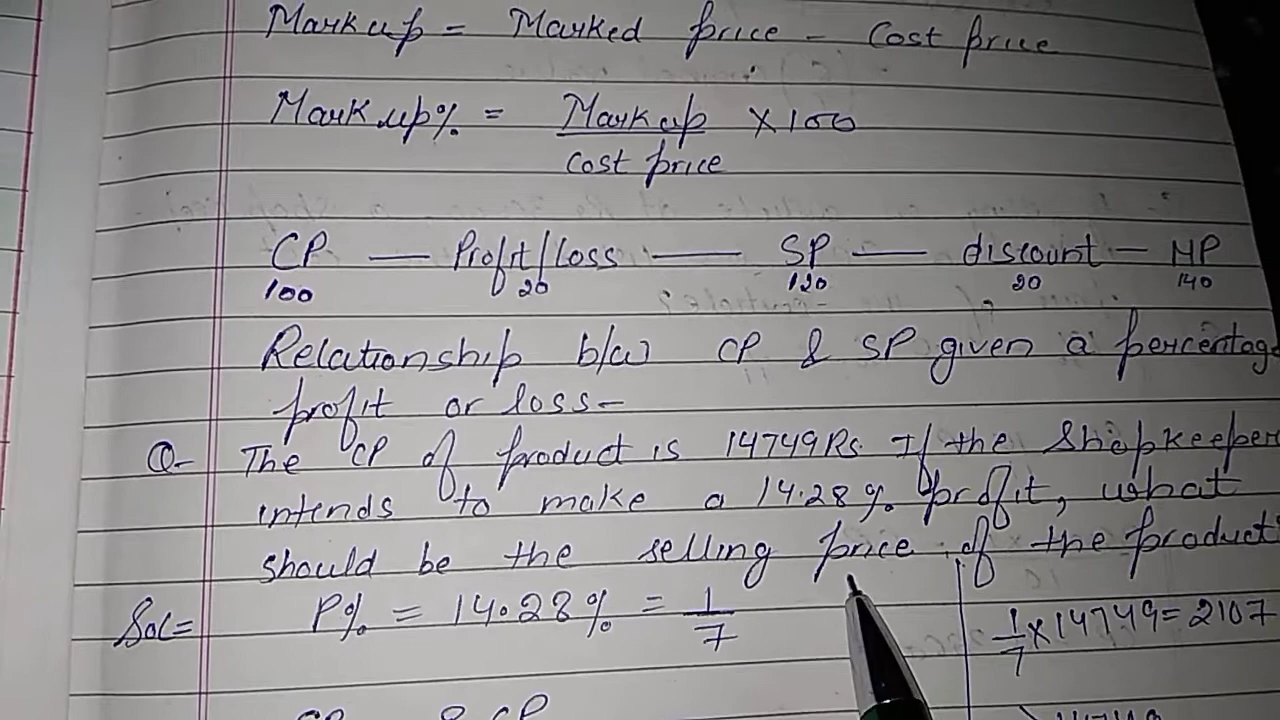 Markup = Marked price - Cost price
Markup% = Markup × 100
Cost price
CP — Profit/Loss — SP — discount — MP
100 20 120 20 140
Relationship b/w CP & SP given a percentag
profit or loss-
Q- The CP of product is 14749Rs. If the Shopkeeper
intends to make a 14.28% profit, what
should be the selling price of the product
Sol= P% = 14.28% = 1/7
1/7 × 14749 = 2107